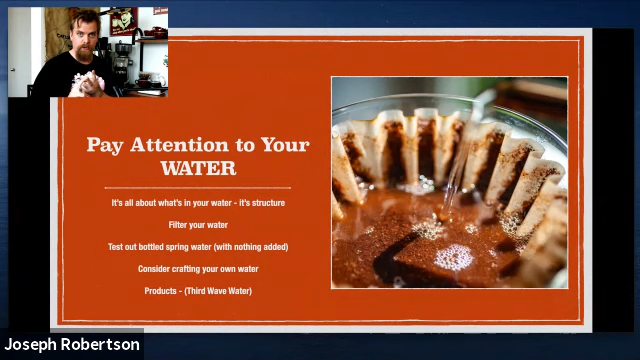 Pay Attention to Your
WATER
It's all about what's in your water - it's structure
Filter your water
Test out bottled spring water (with nothing added)
Consider crafting your own water
Products - (Third Wave Water)
Joseph Robertson